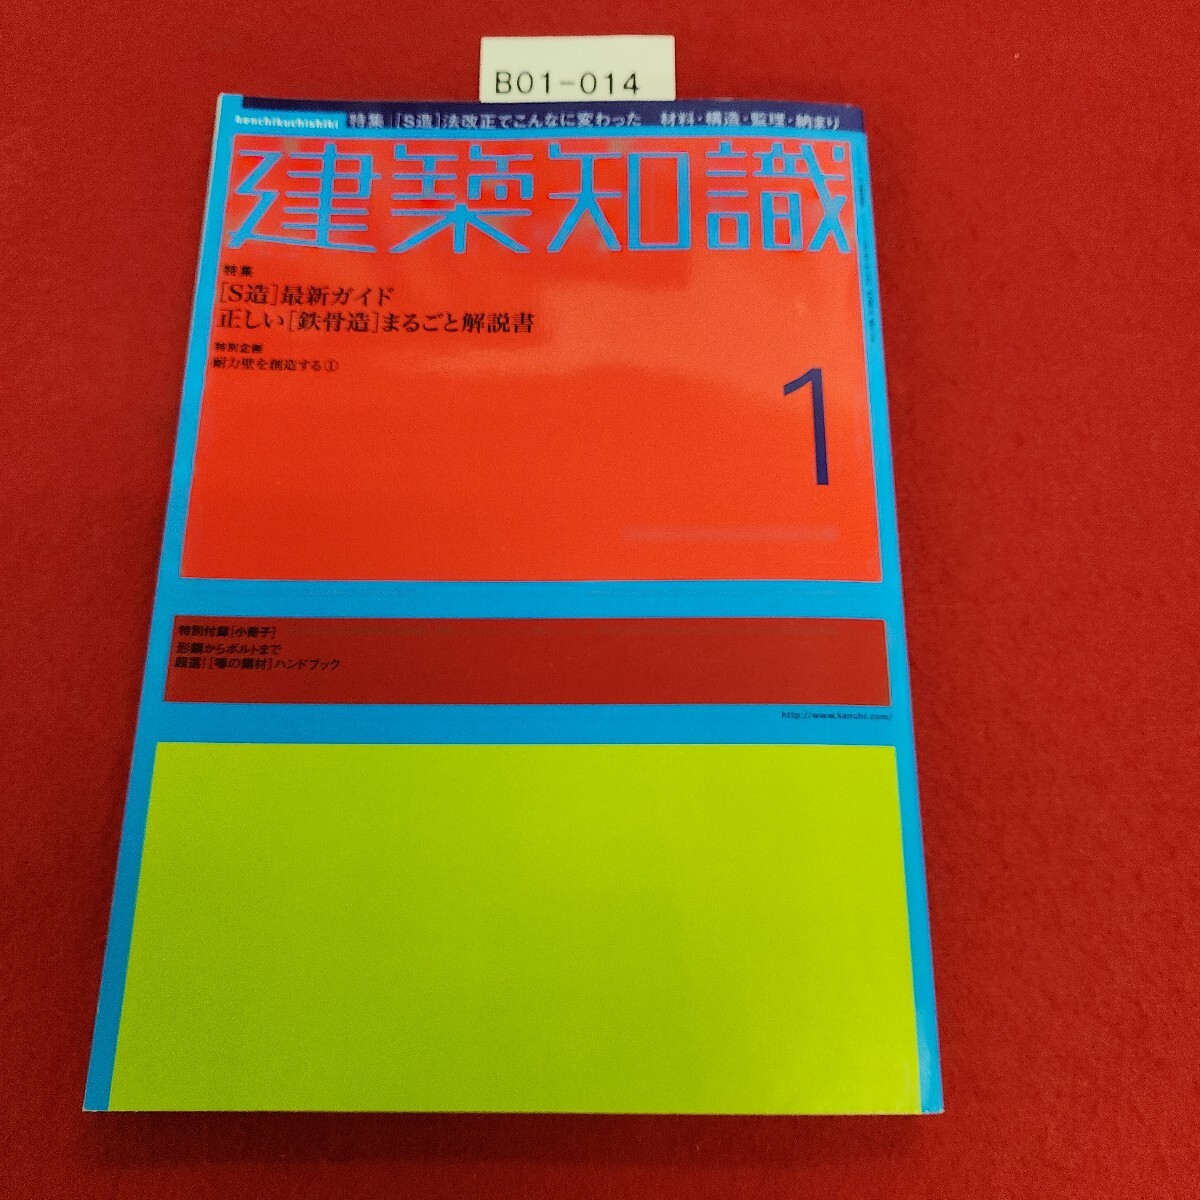 B01-014
kenchikuchishiki 特集 [S造]法改正でこんなに変わった 材料・構造・監理・納まり
建築知識
特集
[S造]最新ガイド
正しい[鉄骨造]まるごと解説書
特別企画
耐力壁を創造する①
1
特別付録[小冊子]
形鋼からボルトまで
超選![噂の鋼材]ハンドブック
http://www.kenchi.com/